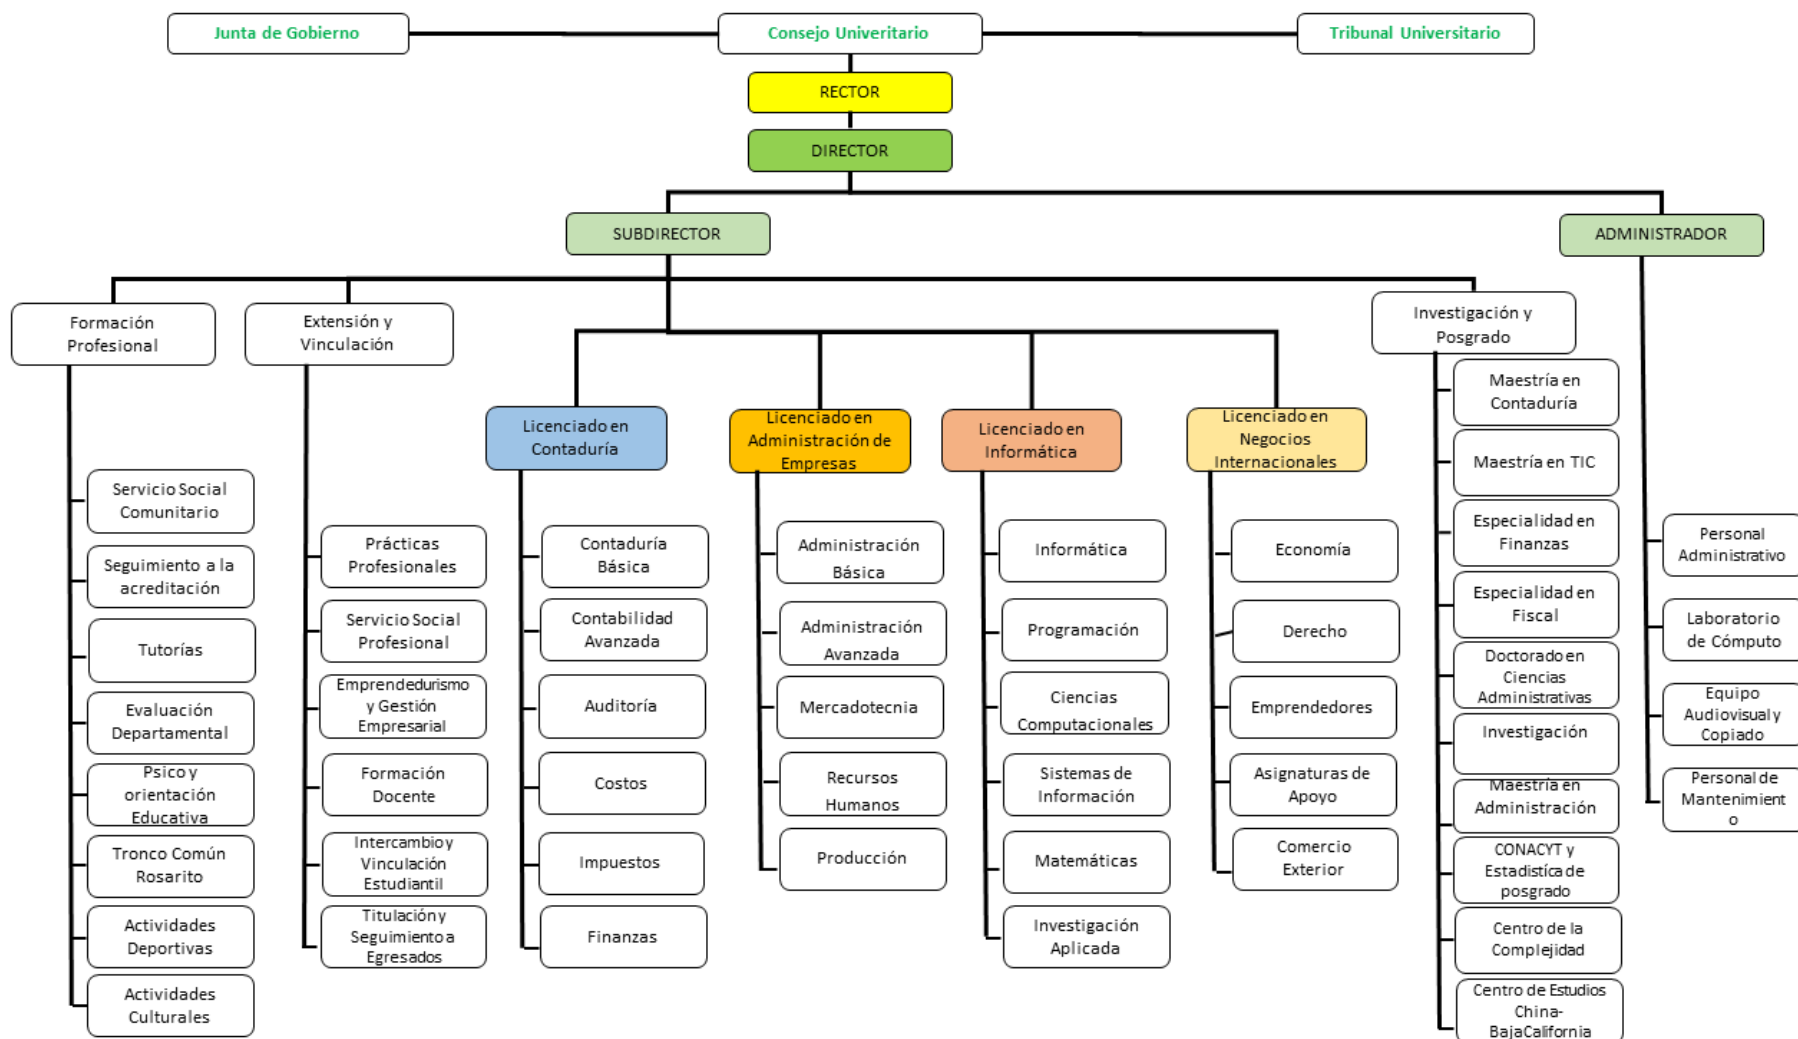 Junta de Gobierno
Consejo Univeritario
Tribunal Universitario
RECTOR
DIRECTOR
SUBDIRECTOR
ADMINISTRADOR
Formación
Profesional
Servicio Social
Comunitario
Seguimiento a la
acreditación
Tutorías
Evaluación
Departamental
Psico y
orientación
Educativa
Tronco Común
Rosarito
Actividades
Deportivas
Actividades
Culturales
Extensión y
Vinculación
Prácticas
Profesionales
Servicio Social
Profesional
Emprendedurismo
y Gestión
Empresarial
Formación
Docente
Intercambio y
Vinculación
Estudiantil
Titulación y
Seguimiento a
Egresados
Licenciado en
Contaduría
Contaduría
Básica
Contabilidad
Avanzada
Auditoría
Costos
Impuestos
Finanzas
Licenciado en
Administración de
Empresas
Administración
Básica
Administración
Avanzada
Mercadotecnia
Recursos
Humanos
Producción
Licenciado en
Informática
Informática
Programación
Ciencias
Computacionales
Sistemas de
Información
Matemáticas
Investigación
Aplicada
Licenciado en
Negocios
Internacionales
Economía
Derecho
Emprendedores
Asignaturas de
Apoyo
Comercio
Exterior
Investigación y
Posgrado
Maestría en
Contaduría
Maestría en TIC
Especialidad en
Finanzas
Especialidad en
Fiscal
Doctorado en
Ciencias
Administrativas
Investigación
Maestría en
Administración
CONACYT y
Estadistíca de
posgrado
Centro de la
Complejidad
Centro de Estudios
China-
BajaCalifornia
Personal
Administrativo
Laboratorio
de Cómputo
Equipo
Audiovisual y
Copiado
Personal de
Mantenimient
o